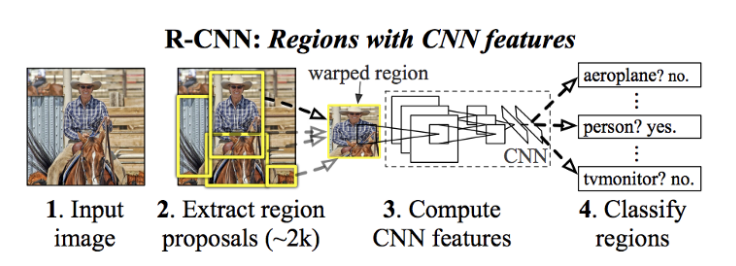 R-CNN: Regions with CNN features
warped region
aeroplane? no.
⋮
person? yes.
⋮
tvmonitor? no.
CNN
1. Input
image
2. Extract region
proposals (~2k)
3. Compute
CNN features
4. Classify
regions